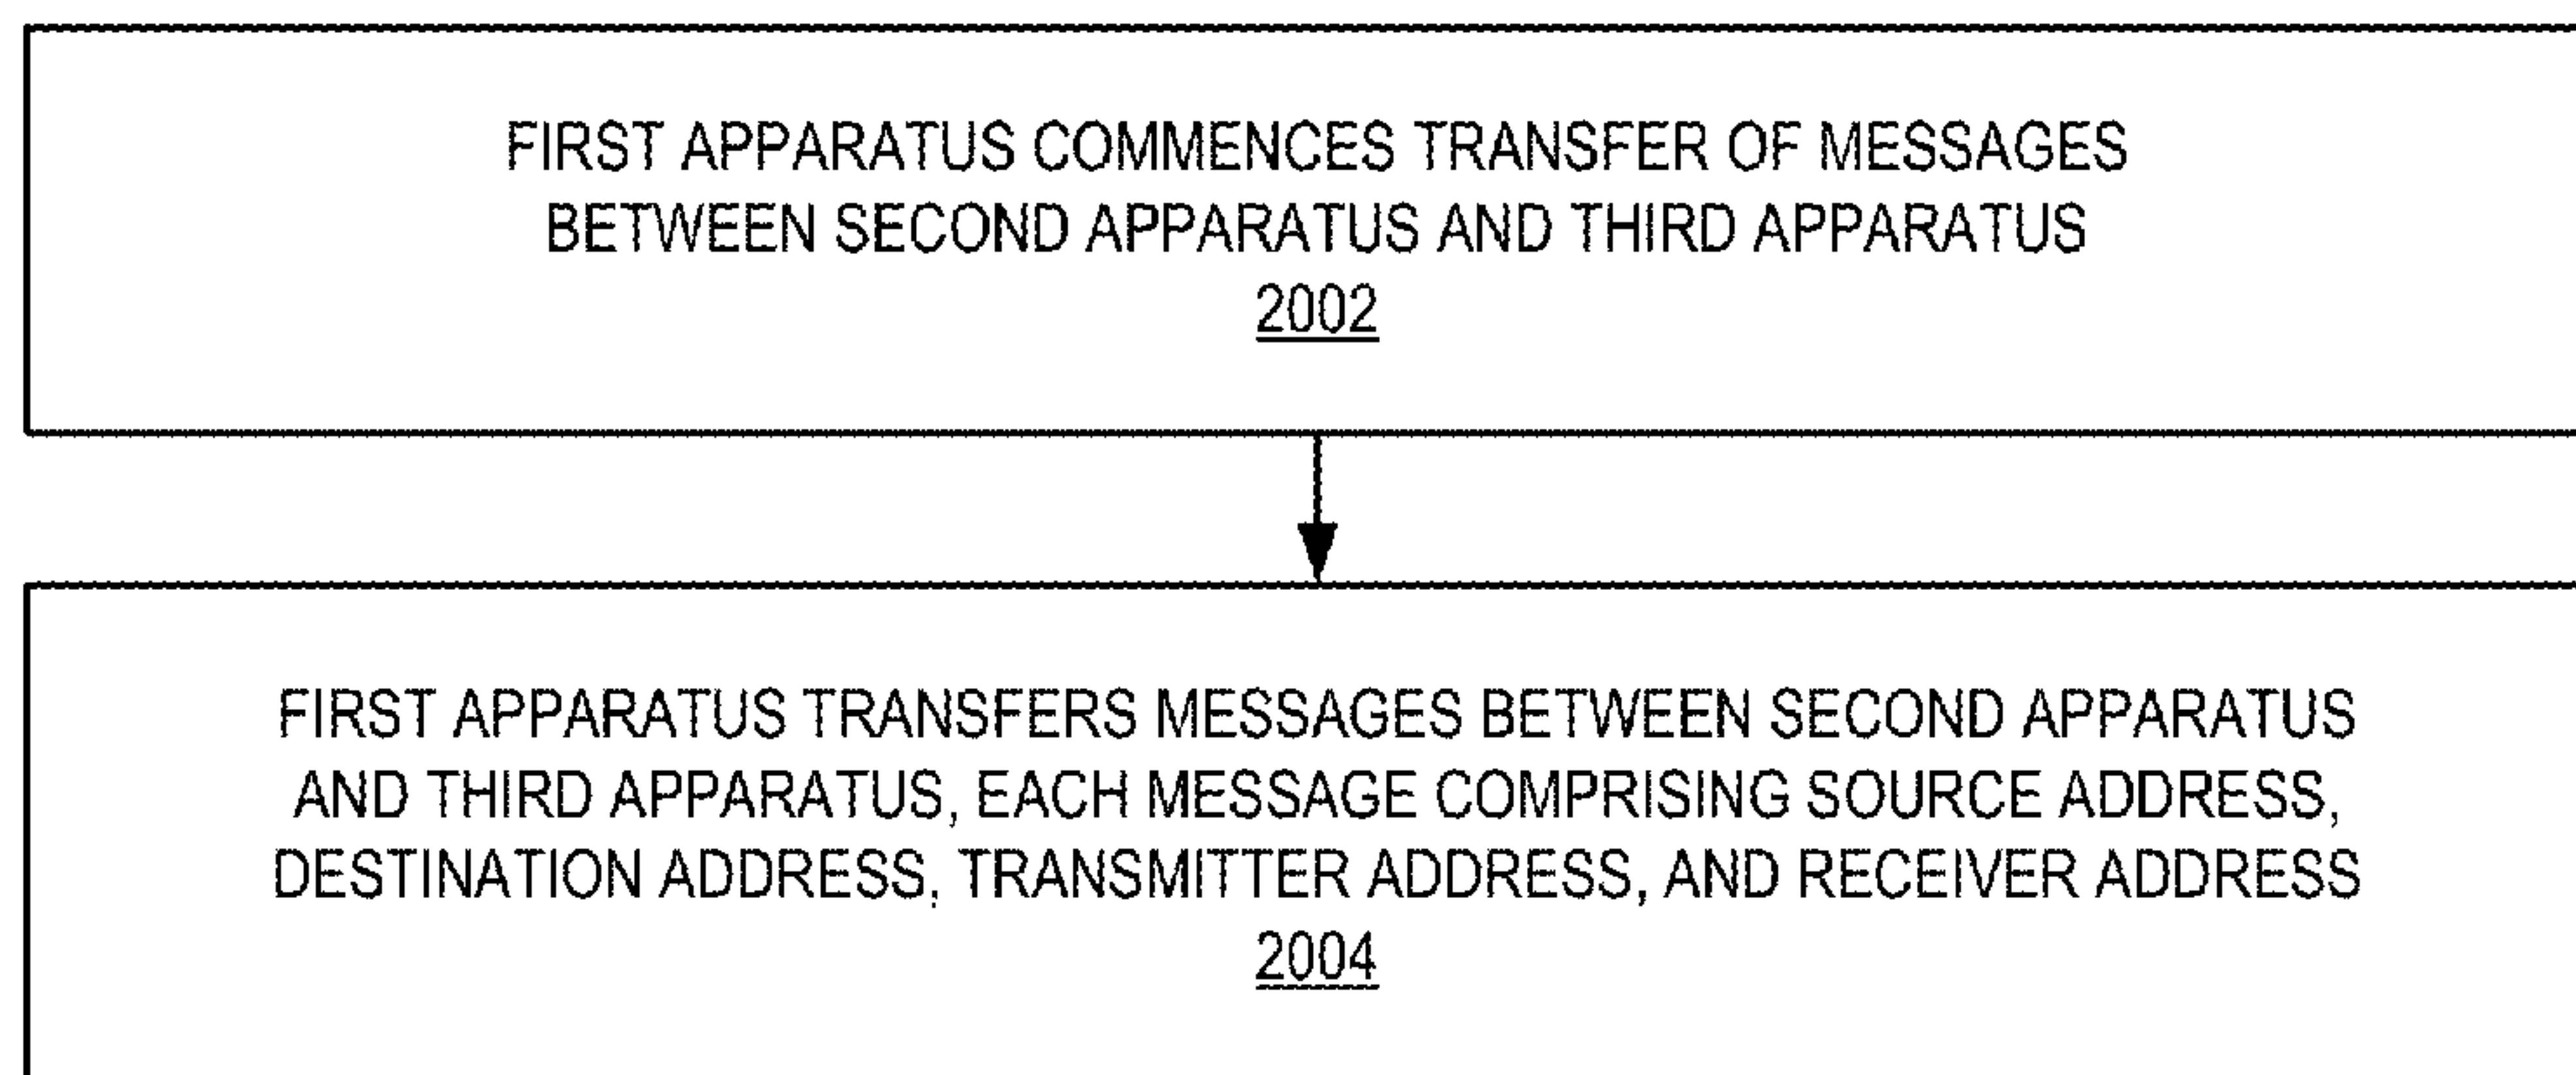 FIRST APPARATUS COMMENCES TRANSFER OF MESSAGES
BETWEEN SECOND APPARATUS AND THIRD APPARATUS
2002
FIRST APPARATUS TRANSFERS MESSAGES BETWEEN SECOND APPARATUS
AND THIRD APPARATUS, EACH MESSAGE COMPRISING SOURCE ADDRESS,
DESTINATION ADDRESS, TRANSMITTER ADDRESS, AND RECEIVER ADDRESS
2004